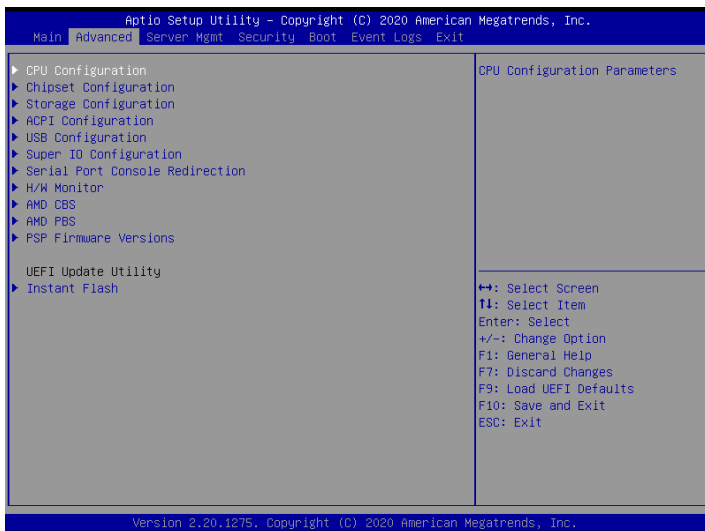 Aptio Setup Utility – Copyright (C) 2020 American Megatrends, Inc.
Main Advanced Server Mgmt Security Boot Event Logs Exit
CPU Configuration
Chipset Configuration
Storage Configuration
ACPI Configuration
USB Configuration
Super IO Configuration
Serial Port Console Redirection
H/W Monitor
AMD CBS
AMD PBS
PSP Firmware Versions
UEFI Update Utility
Instant Flash
CPU Configuration Parameters
↔: Select Screen
↑↓: Select Item
Enter: Select
+/-: Change Option
F1: General Help
F7: Discard Changes
F9: Load UEFI Defaults
F10: Save and Exit
ESC: Exit
Version 2.20.1275. Copyright (C) 2020 American Megatrends, Inc.